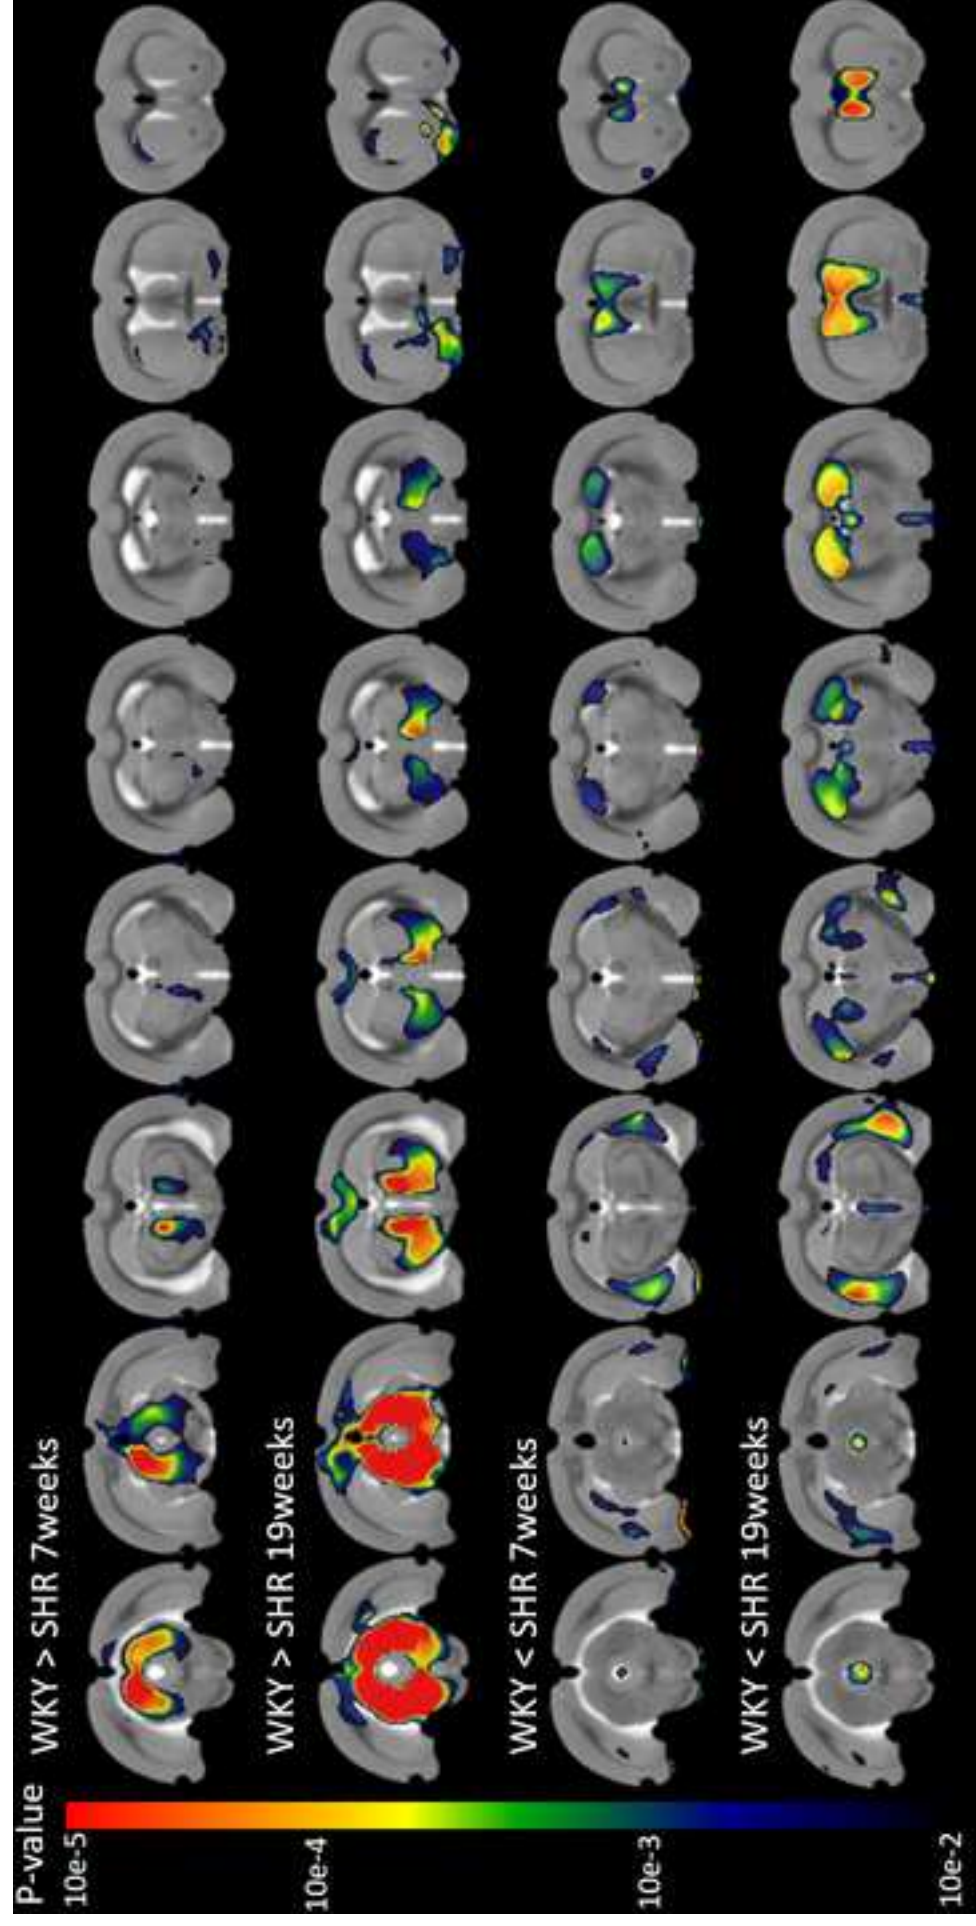 P-value
10e-5
10e-4
10e-3
10e-2
WKY > SHR 7weeks
WKY > SHR 19weeks
WKY < SHR 7weeks
WKY < SHR 19weeks